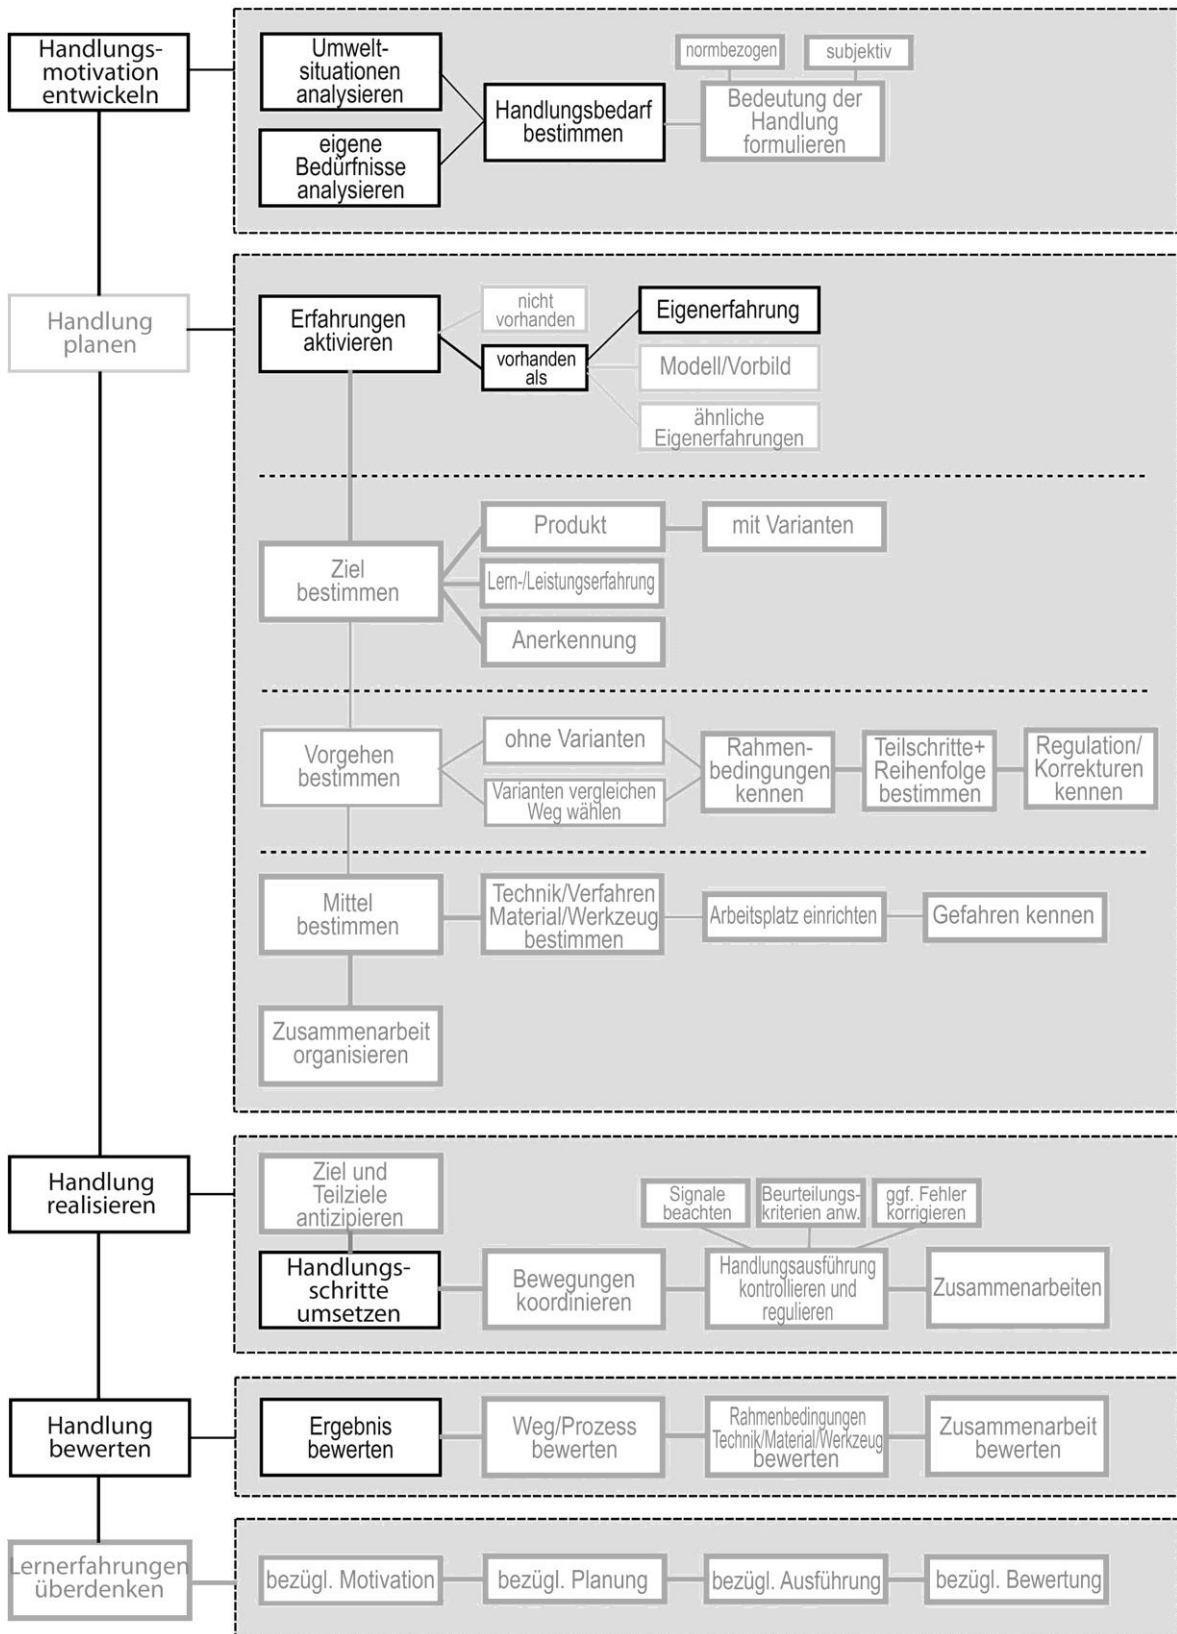 Handlungs-
motivation
entwickeln
Umwelt-
situationen
analysieren
eigene
Bedürfnisse
analysieren
Handlungsbedarf
bestimmen
normbezogen
subjektiv
Bedeutung der
Handlung
formulieren
Handlung
planen
Erfahrungen
aktivieren
nicht
vorhanden
vorhanden
als
Eigenerfahrung
Modell/Vorbild
ähnliche
Eigenerfahrungen
Ziel
bestimmen
Produkt
mit Varianten
Lern-/Leistungserfahrung
Anerkennung
Vorgehen
bestimmen
ohne Varianten
Varianten vergleichen
Weg wählen
Rahmen-
bedingungen
kennen
Teilschritte+
Reihenfolge
bestimmen
Regulation/
Korrekturen
kennen
Mittel
bestimmen
Technik/Verfahren
Material/Werkzeug
bestimmen
Arbeitsplatz einrichten
Gefahren kennen
Zusammenarbeit
organisieren
Handlung
realisieren
Ziel und
Teilziele
antizipieren
Handlungs-
schritte
umsetzen
Bewegungen
koordinieren
Signale
beachten
Beurteilungs-
kriterien anw.
ggf. Fehler
korrigieren
Handlungsausführung
kontrollieren und
regulieren
Zusammenarbeiten
Handlung
bewerten
Ergebnis
bewerten
Weg/Prozess
bewerten
Rahmenbedingungen
Technik/Material/Werkzeug
bewerten
Zusammenarbeit
bewerten
Lernerfahrungen
überdenken
bezügl. Motivation
bezügl. Planung
bezügl. Ausführung
bezügl. Bewertung